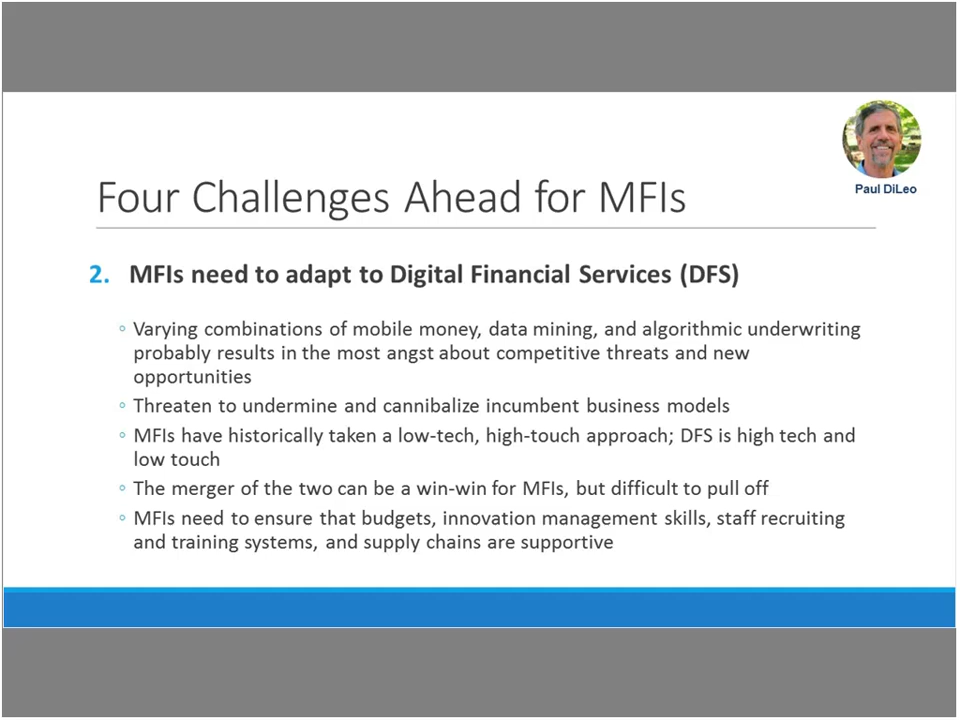 Paul DiLeo
Four Challenges Ahead for MFIs
2. MFIs need to adapt to Digital Financial Services (DFS)
◦ Varying combinations of mobile money, data mining, and algorithmic underwriting
probably results in the most angst about competitive threats and new
opportunities
◦ Threaten to undermine and cannibalize incumbent business models
◦ MFIs have historically taken a low-tech, high-touch approach; DFS is high tech and
low touch
◦ The merger of the two can be a win-win for MFIs, but difficult to pull off
◦ MFIs need to ensure that budgets, innovation management skills, staff recruiting
and training systems, and supply chains are supportive